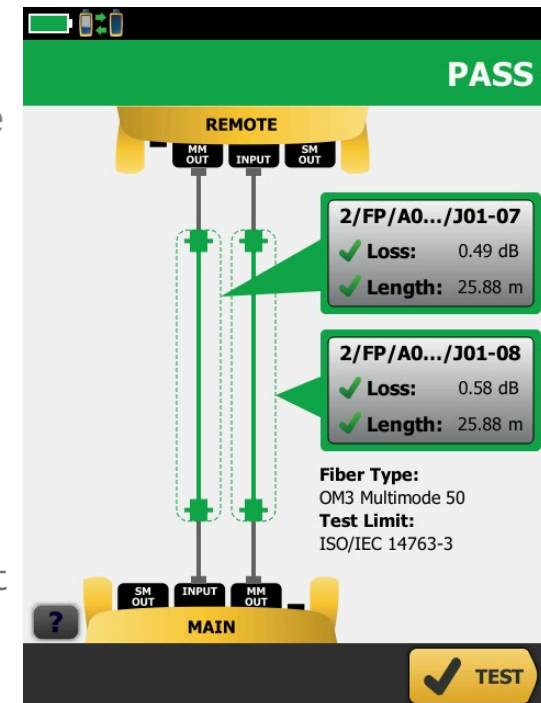 PASS
REMOTE
MM OUT INPUT SM OUT
2/FP/A0.../J01-07
Loss: 0.49 dB
Length: 25.88 m
2/FP/A0.../J01-08
Loss: 0.58 dB
Length: 25.88 m
Fiber Type:
OM3 Multimode 50
Test Limit:
ISO/IEC 14763-3
SM OUT INPUT MM OUT
?
MAIN
TEST